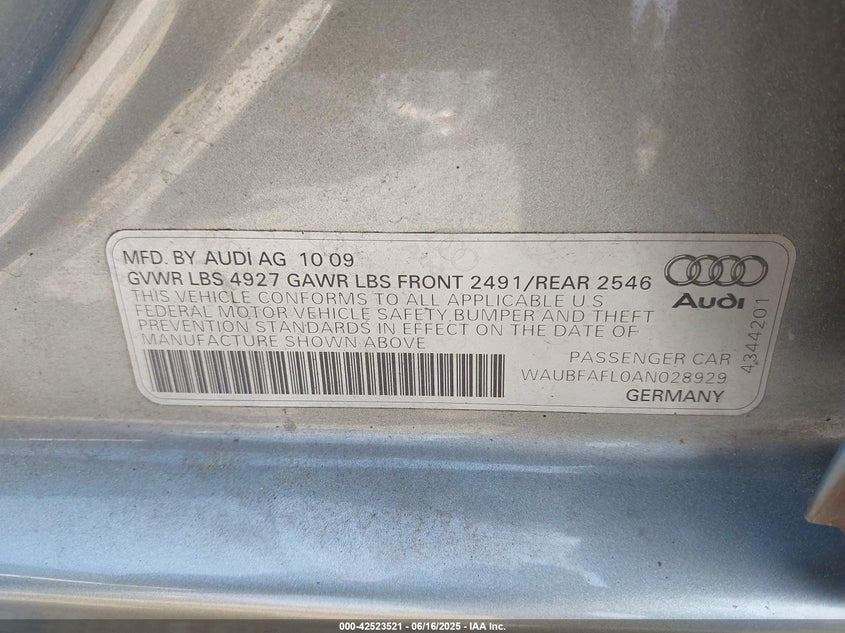 MFD. BY AUDI AG 10 09
GVWR LBS 4927 GAWR LBS FRONT 2491/REAR 2546
THIS VEHICLE CONFORMS TO ALL APPLICABLE U S
FEDERAL MOTOR VEHICLE SAFETY,BUMPER AND THEFT
PREVENTION STANDARDS IN EFFECT ON THE DATE OF
MANUFACTURE SHOWN ABOVE
Audi
4344201
PASSENGER CAR
WAUBFAFL0AN028929
GERMANY
000-42523521 - 06/16/2025 - IAA Inc.